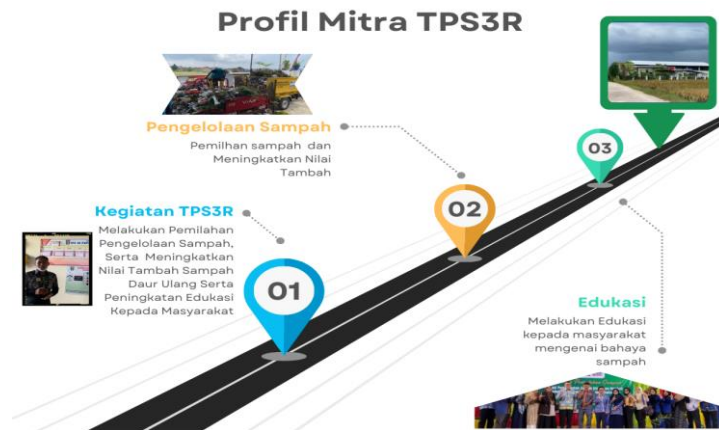 Profil Mitra TPS3R
Pengelolaan Sampah
Pemilhan sampah dan
Meningkatkan Nilai
Tambah
03
02
Kegiatan TPS3R
Melakukan Pemilahan
Pengelolaan Sampah,
Serta Meningkatkan
Nilai Tambah Sampah
Daur Ulang Serta
Peningkatan Edukasi
Kepada Masyarakat
01
Edukasi
Melakukan Edukasi
kepada masyarakat
mengenai bahaya
sampah